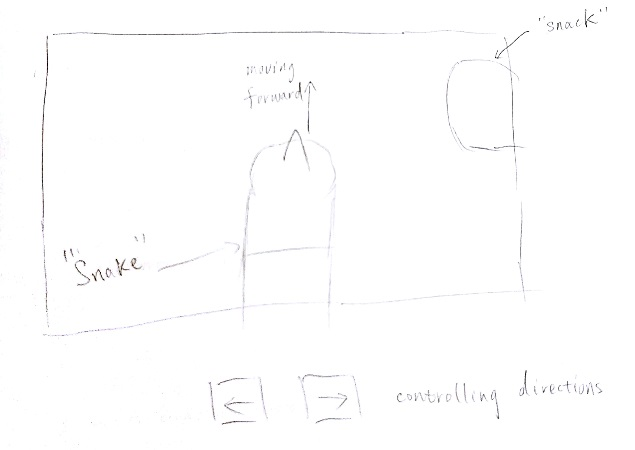 "snack"
moving
forward
"Snake"
controlling directions